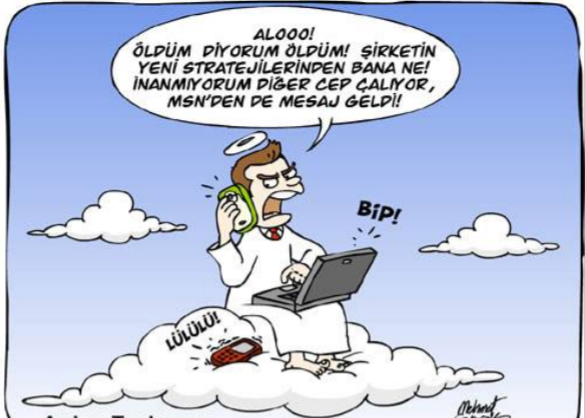 ALOOO!
ÖLDÜM DİYORUM ÖLDÜM! ŞİRKETİN
YENİ STRATEJİLERİNDEN BANA NE!
İNANMIYORUM DİĞER CEP ÇALIYOR,
MSN'DEN DE MESAJ GELDİ!
BİP!
LÜLÜLÜ!
Mehmet